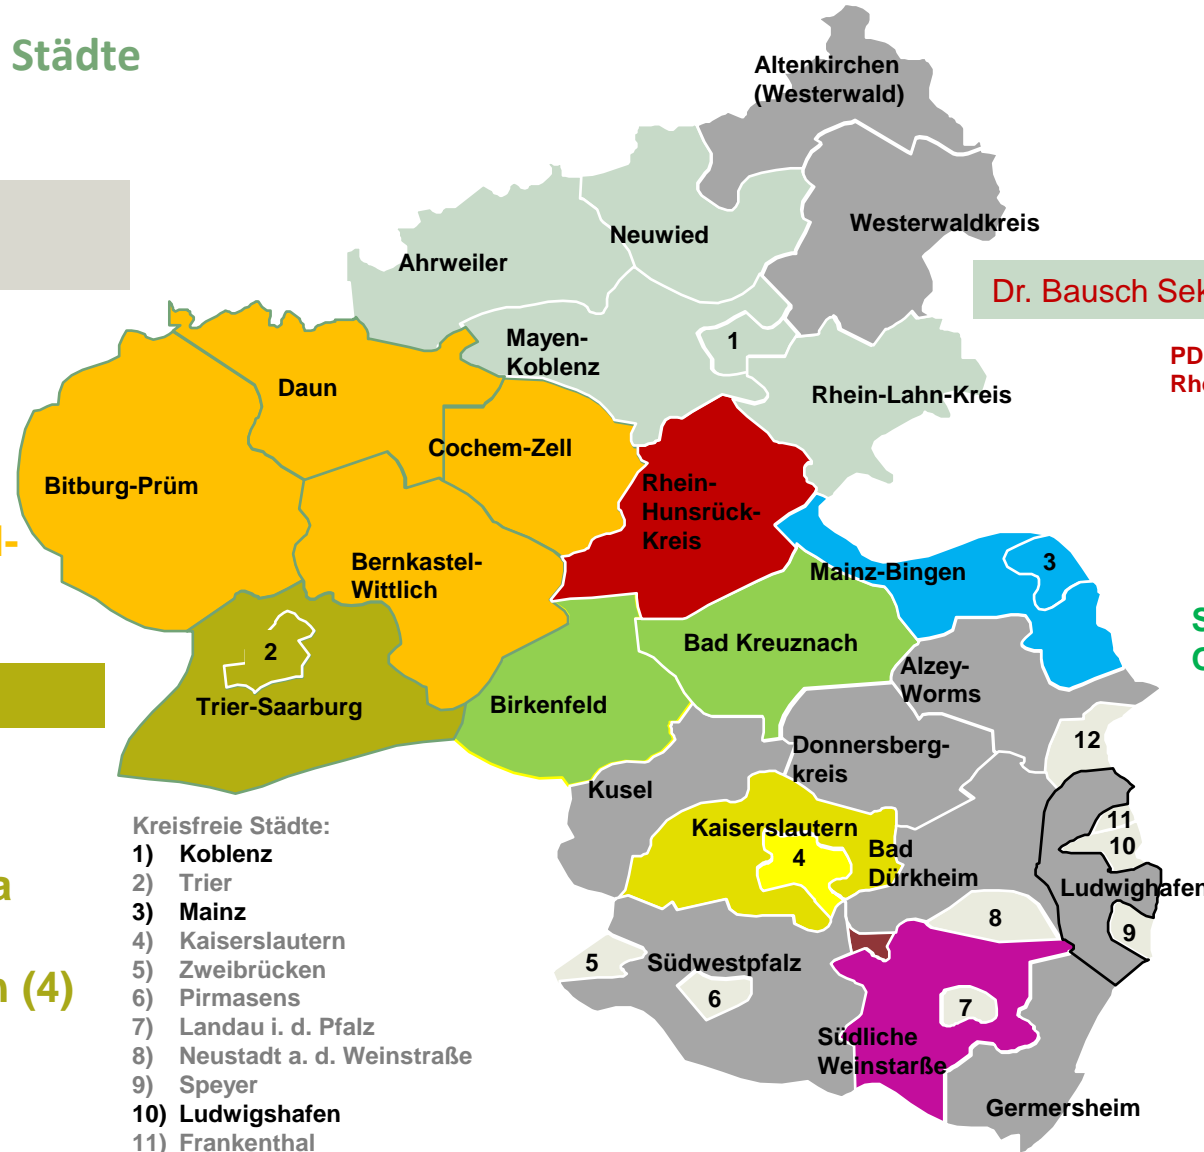 Städte
Altenkirchen
(Westerwald)
Neuwied
Westerwaldkreis
Ahrweiler
Dr. Bausch Sek
Mayen-
Koblenz
1
PD
Rhe
Daun
Rhein-Lahn-Kreis
Cochem-Zell
Bitburg-Prüm
Rhein-
Hunsrück-
Kreis
l-
Bernkastel-
Wittlich
Mainz-Bingen
3
S
2
Bad Kreuznach
Alzey-
Worms
Trier-Saarburg
Birkenfeld
Donnersberg-
kreis
12
Kusel
Kaiserslautern
11
10
4
Bad
Dürkheim
Ludwighafen
a
8
9
5
Südwestpfalz
n (4)
6
7
Südliche
Weinstarße
Germersheim
Kreisfreie Städte:
1) Koblenz
2) Trier
3) Mainz
4) Kaiserslautern
5) Zweibrücken
6) Pirmasens
7) Landau i. d. Pfalz
8) Neustadt a. d. Weinstraße
9) Speyer
10) Ludwigshafen
11) Frankenthal